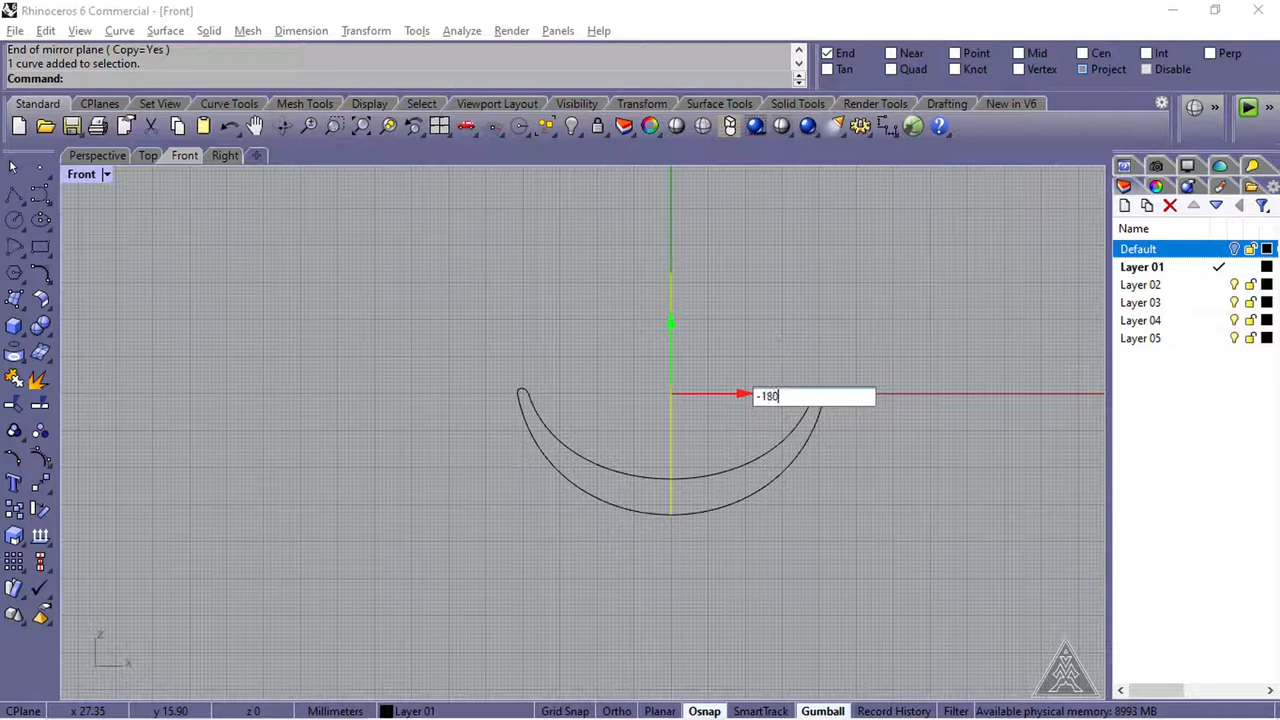 Rhinoceros 6 Commercial - [Front]
File Edit View Curve Surface Solid Mesh Dimension Transform Tools Analyze Render Panels Help
End of mirror plane ( Copy=Yes )
1 curve added to selection.
Command:
End Near Point Mid Cen Int Perp
Tan Quad Knot Vertex Project Disable
Standard CPlanes Set View Curve Tools Mesh Tools Display Select Viewport Layout Visibility Transform Surface Tools Solid Tools Render Tools Drafting New in V6
Perspective Top Front Right
Front
Name
Default
Layer 01
Layer 02
Layer 03
Layer 04
Layer 05
-180
z
x
CPlane x 27.35 y 15.90 z 0 Millimeters Layer 01 Grid Snap Ortho Planar Osnap SmartTrack Gumball Record History Filter Available physical memory: 8993 MB